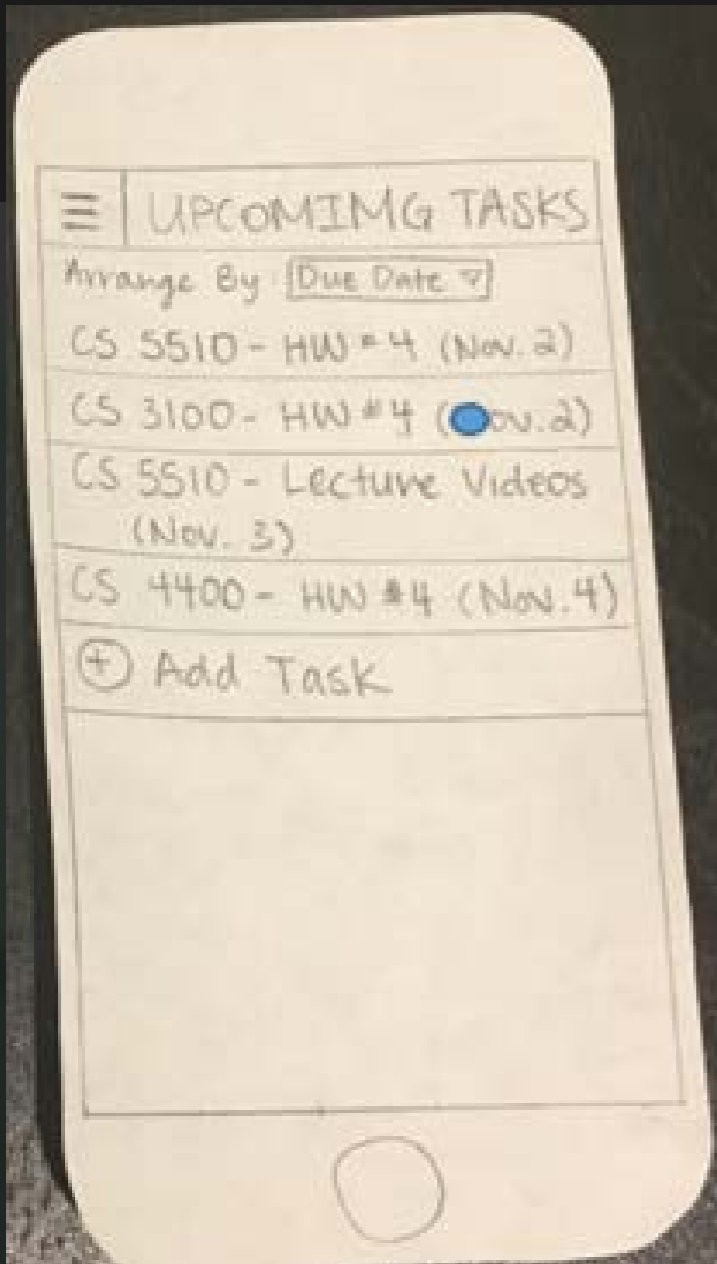 UPCOMIMG TASKS
Arrange By Due Date
CS 5510 - HW #4 (Nov. 2)
CS 3100 - HW #4 (ov.2)
CS 5510 - Lecture Videos
(Nov. 3)
CS 4400 - HW #4 (Nov. 4)
+ Add Task